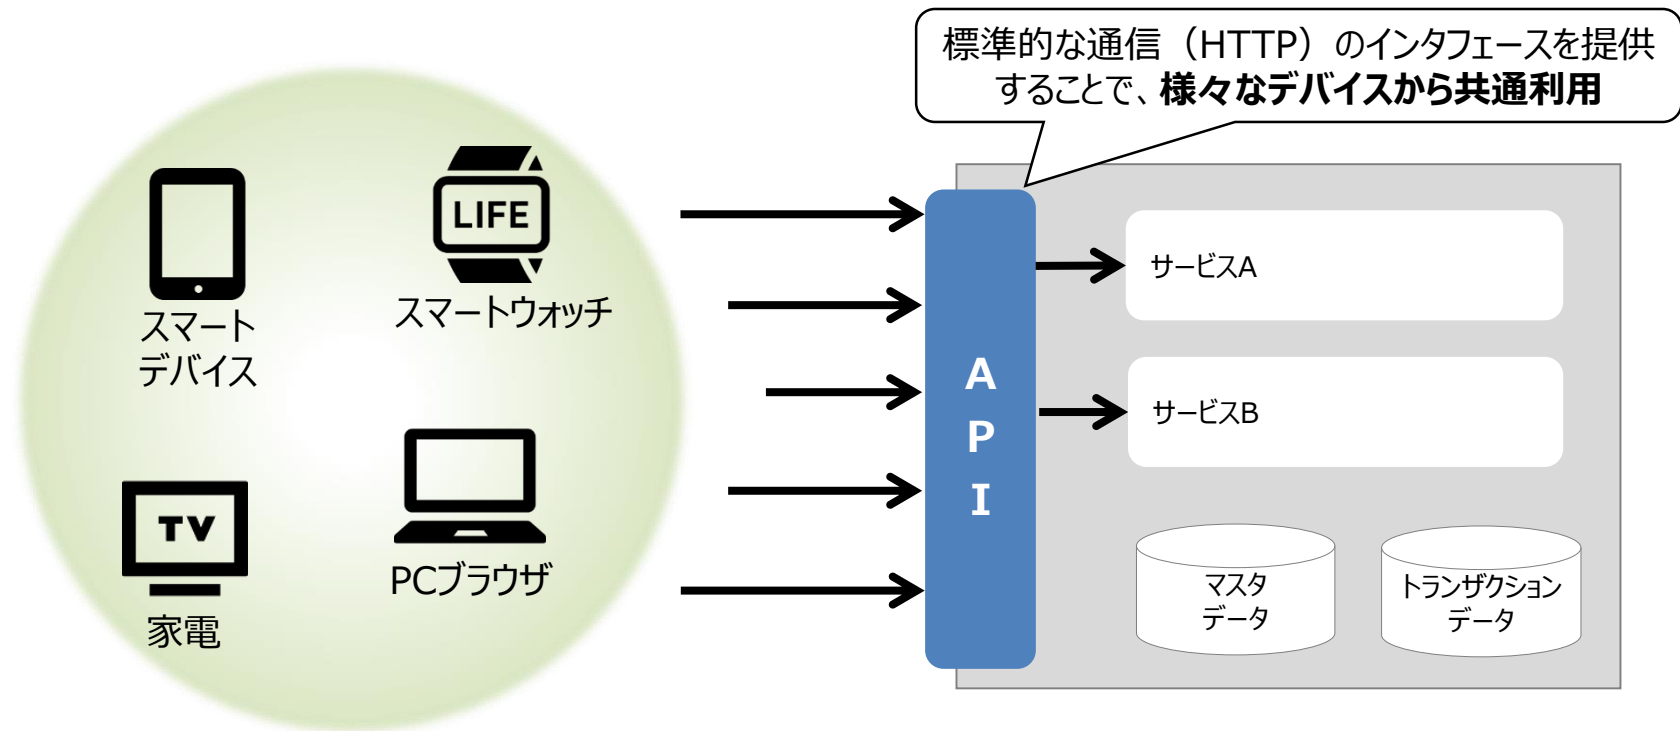 標準的な通信（HTTP）のインタフェースを提供
することで、様々なデバイスから共通利用
LIFE
スマートウォッチ
スマート
デバイス
TV
家電
PCブラウザ
A
P
I
サービスA
サービスB
マスタ
データ
トランザクション
データ